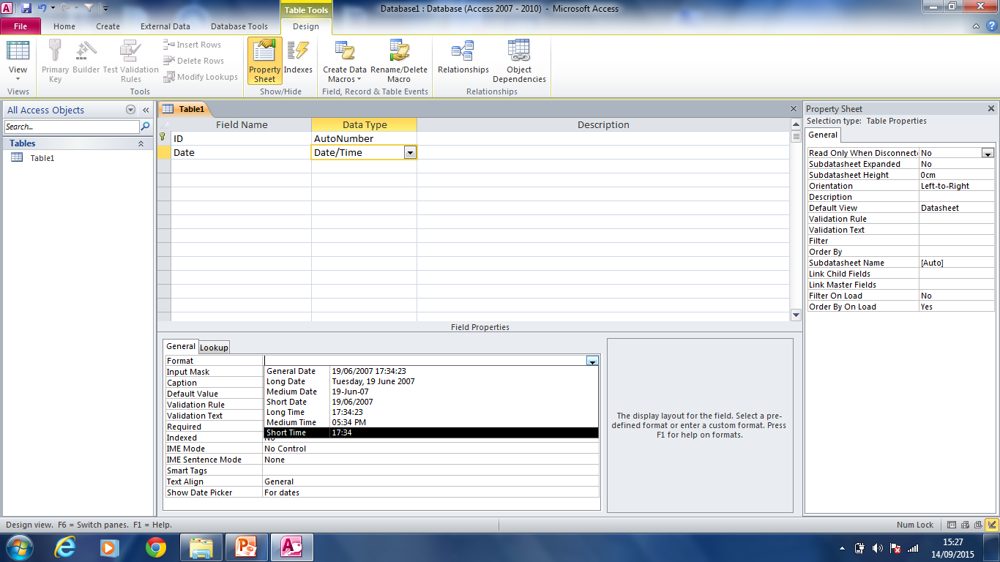 Table Tools
Database1 : Database (Access 2007 - 2010) - Microsoft Access
File Home Create External Data Database Tools Design
View
Primary Key
Builder
Test Validation Rules
Insert Rows
Delete Rows
Modify Lookups
Property Sheet
Indexes
Create Data Macros
Rename/Delete Macro
Relationships
Object Dependencies
Views Tools Show/Hide Field, Record & Table Events Relationships
All Access Objects
Search...
Tables
Table1
Table1
Field Name Data Type Description
ID AutoNumber
Date Date/Time
Field Properties
General Lookup
Format
Input Mask
Caption
Default Value
Validation Rule
Validation Text
Required
Indexed No
IME Mode No Control
IME Sentence Mode None
Smart Tags
Text Align General
Show Date Picker For dates
General Date 19/06/2007 17:34:23
Long Date Tuesday, 19 June 2007
Medium Date 19-Jun-07
Short Date 19/06/2007
Long Time 17:34:23
Medium Time 05:34 PM
Short Time 17:34
The display layout for the field. Select a pre-
defined format or enter a custom format. Press
F1 for help on formats.
Property Sheet
Selection type: Table Properties
General
Read Only When Disconnecte No
Subdatasheet Expanded No
Subdatasheet Height 0cm
Orientation Left-to-Right
Description
Default View Datasheet
Validation Rule
Validation Text
Filter
Order By
Subdatasheet Name [Auto]
Link Child Fields
Link Master Fields
Filter On Load No
Order By On Load Yes
Design view. F6 = Switch panes. F1 = Help.
Num Lock
15:27
14/09/2015